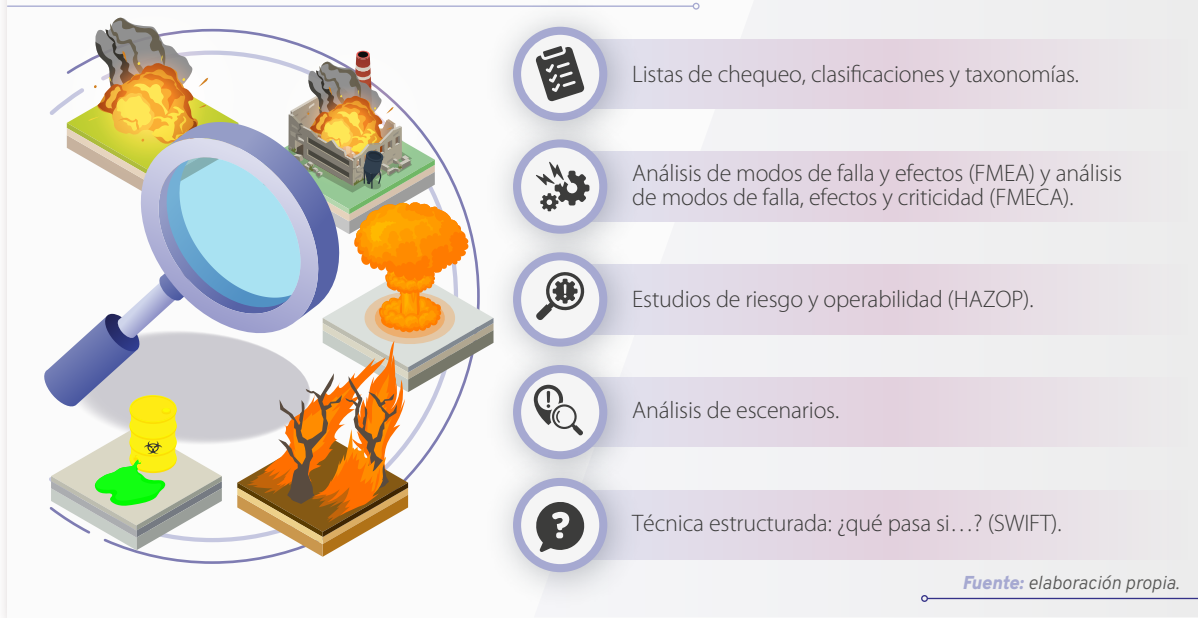 Listas de chequeo, clasificaciones y taxonomías.
Análisis de modos de falla y efectos (FMEA) y análisis
de modos de falla, efectos y criticidad (FMECA).
Estudios de riesgo y operabilidad (HAZOP).
Análisis de escenarios.
Técnica estructurada: ¿qué pasa si…? (SWIFT).
Fuente: elaboración propia.